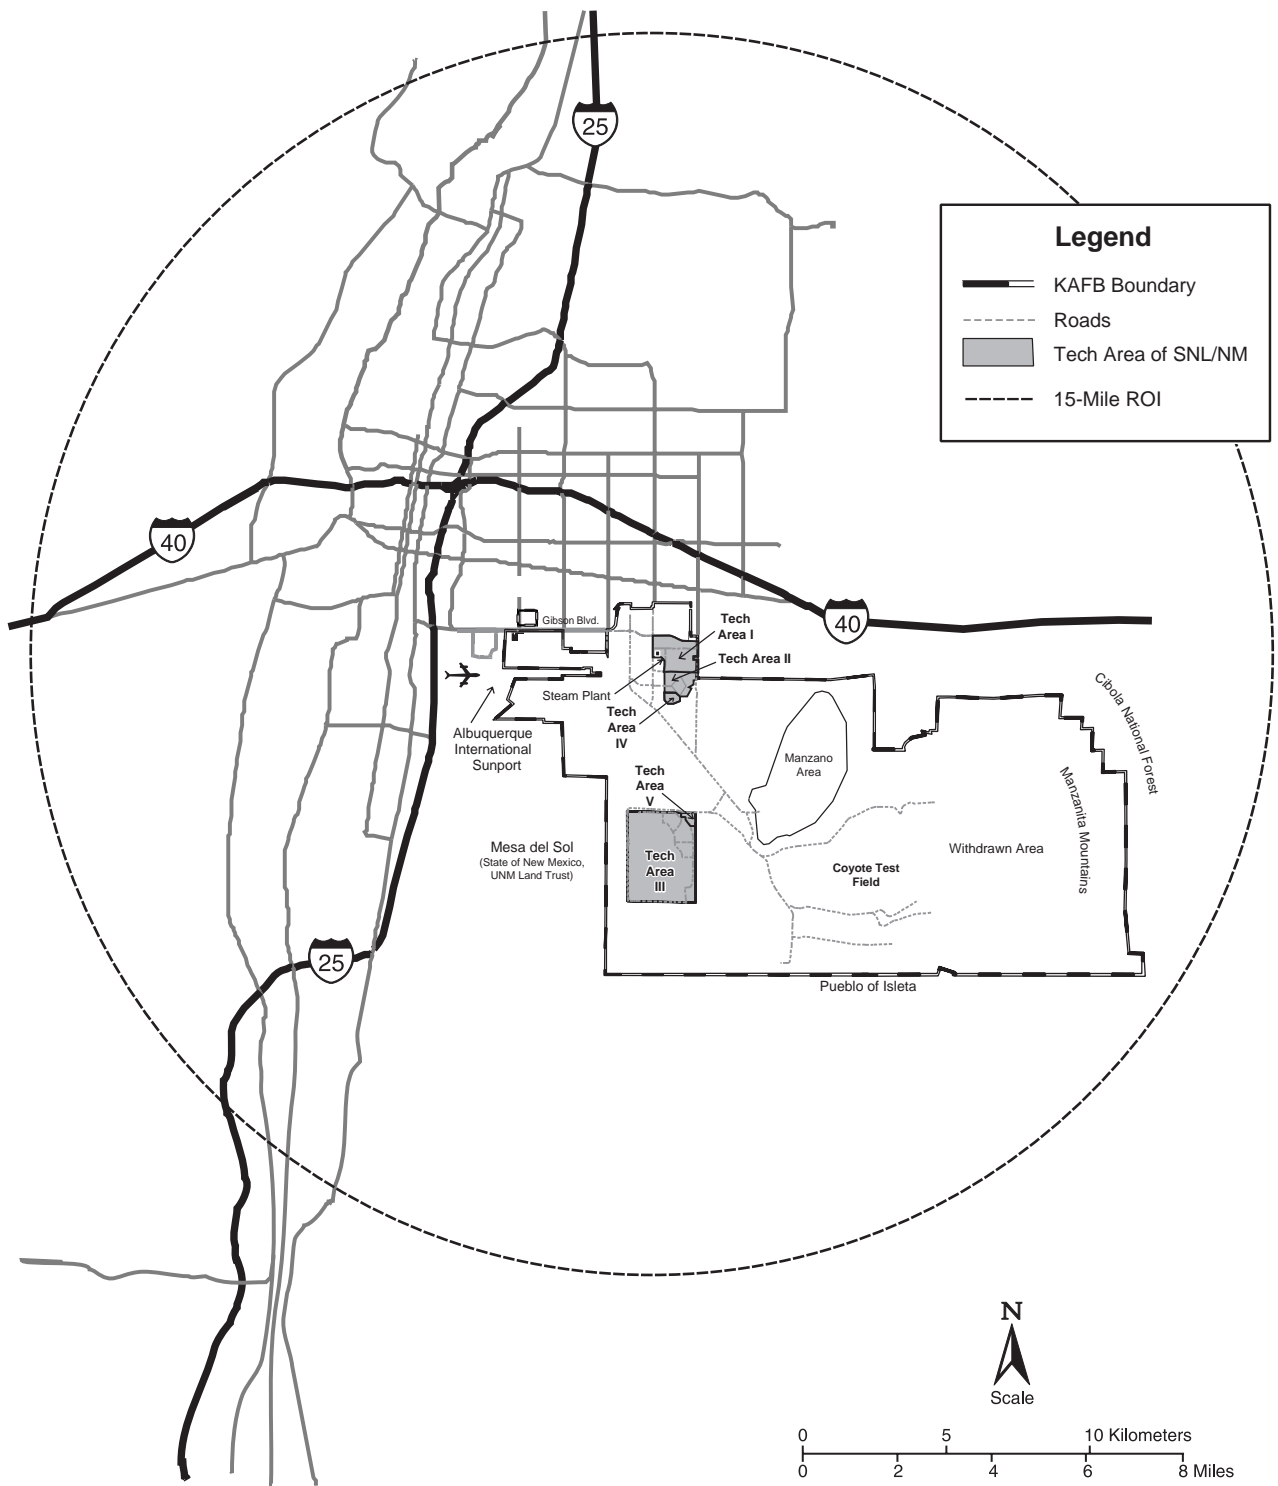 25
Legend
KAFB Boundary
Roads
Tech Area of SNL/NM
15-Mile ROI
40
40
Gibson Blvd.
Tech
Area I
Tech Area II
Steam Plant
Tech
Area
IV
Albuquerque
International
Sunport
Cibola National Forest
Manzano
Area
Tech
Area
V
Manzanita Mountains
Mesa del Sol
(State of New Mexico,
UNM Land Trust)
Tech
Area
III
Withdrawn Area
Coyote Test
Field
25
Pueblo of Isleta
N
Scale
0 5 10 Kilometers
0 2 4 6 8 Miles